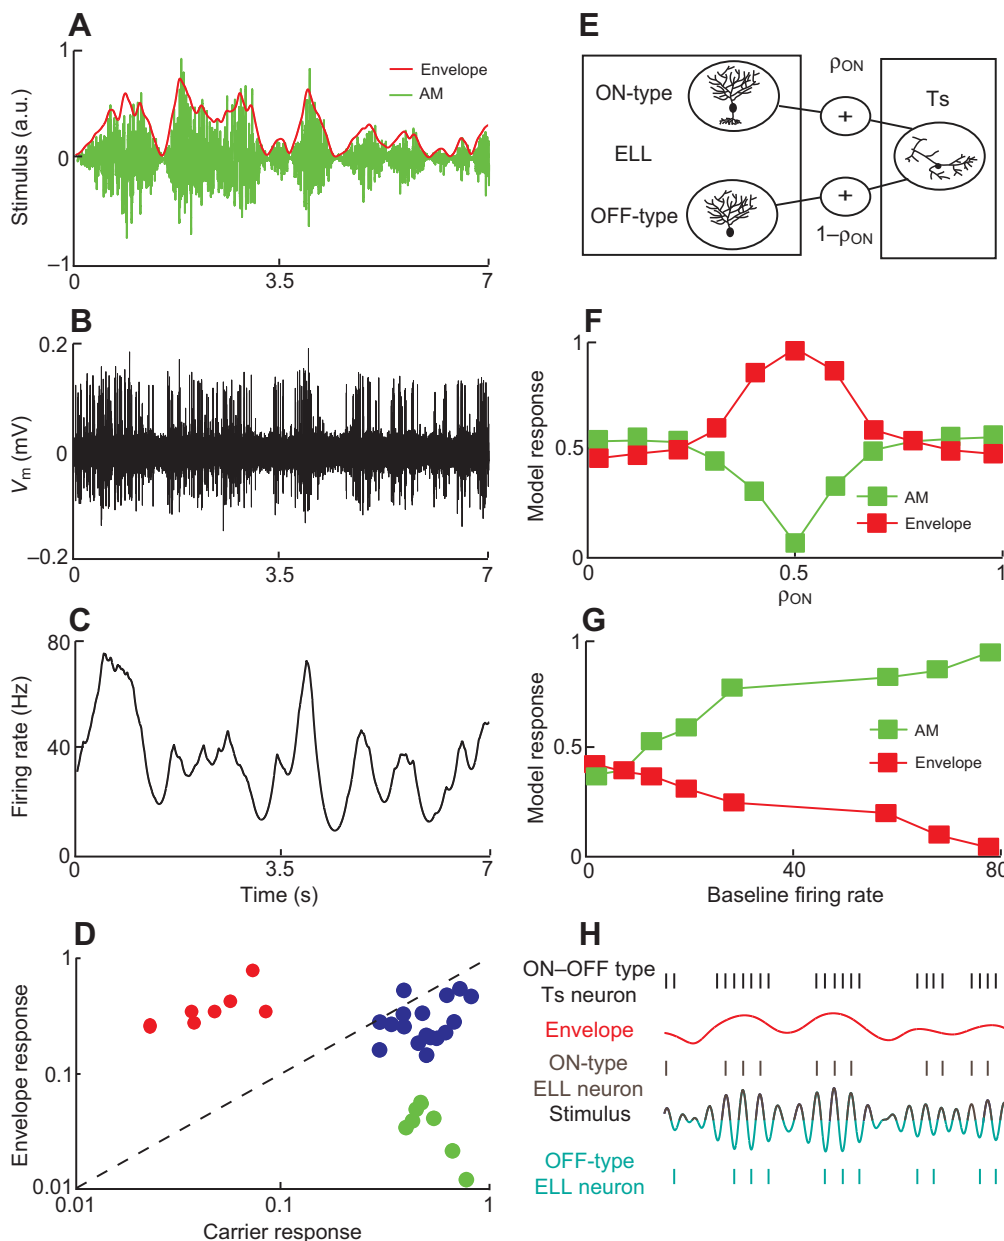 A
1
Stimulus (a.u.)
0
–1
0
3.5
7
Envelope
AM
B
0.2
Vm (mV)
0
–0.2
0
3.5
7
C
80
Firing rate (Hz)
40
0
0
3.5
7
Time (s)
D
1
Envelope response
0.1
0.01
0.01
0.1
1
Carrier response
E
ρON
ON-type
Ts
+
ELL
OFF-type
+
1–ρON
F
1
Model response
0.5
0
0
0.5
1
ρON
AM
Envelope
G
1
Model response
0.5
0
0
40
80
Baseline firing rate
AM
Envelope
H
ON–OFF type
Ts neuron
Envelope
ON-type
ELL neuron
Stimulus
OFF-type
ELL neuron